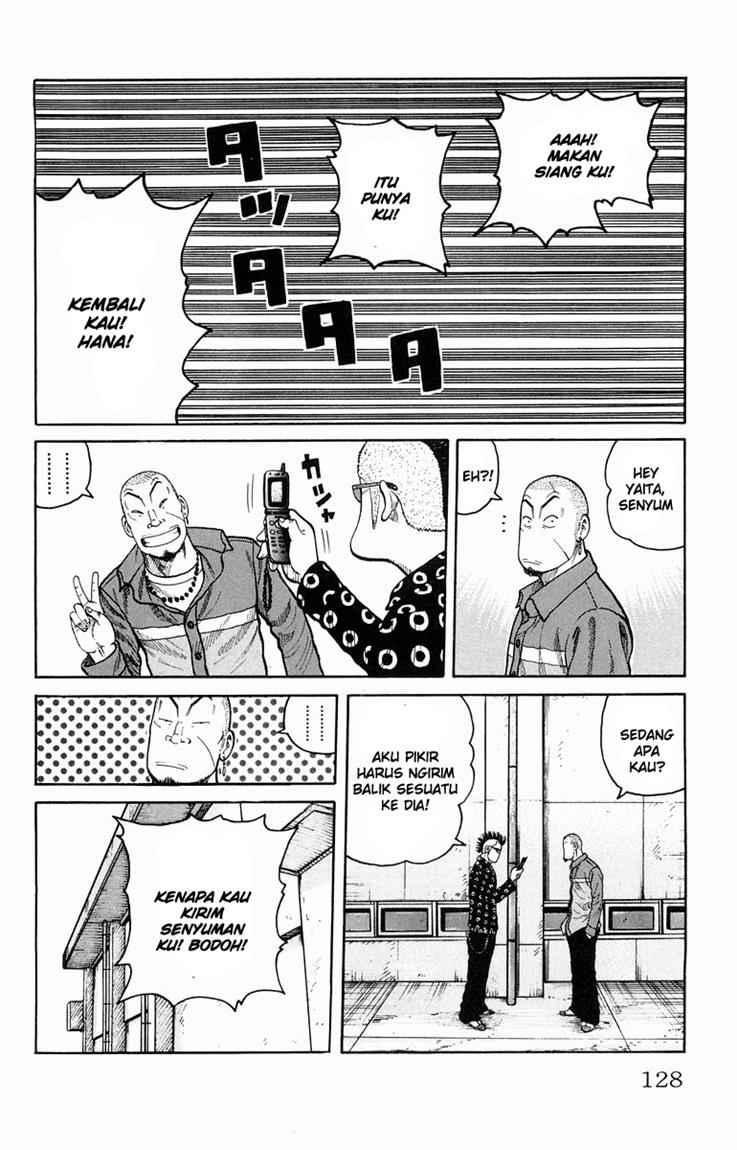 AAAH!
MAKAN
SIANG KU!
ITU
PUNYA
KU!
タッ
タ
タ
タ
KEMBALI
KAU!
HANA!
HEY
YAITA,
SENYUM
EH?!
...
カシャ
.......
SEDANG
APA
KAU?
AKU PIKIR
HARUS NGIRIM
BALIK SESUATU
KE DIA!
.......
KENAPA KAU
KIRIM
SENYUMAN
KU! BODOH!
128